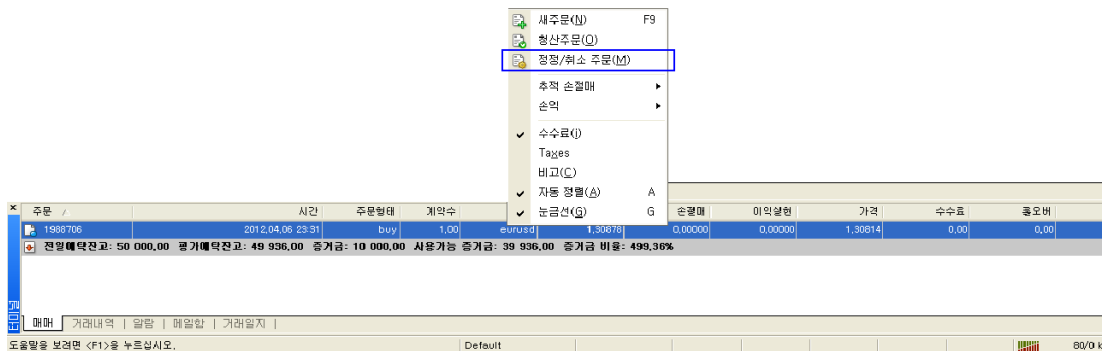 새주문(N) F9
청산주문(O)
정정/취소 주문(M)
추적 손절매
손익
수수료(i)
Taxes
비고(C)
자동 정렬(A) A
눈금선(G) G
주문 / 시간 주문형태 계약수 손절매 이익실현 가격 수수료 롤오버
1988706 2012.04.06 23:31 buy 1.00 eurusd 1.30878 0.00000 0.00000 1.30814 0.00 0.00
전일예탁잔고: 50 000.00 평가예탁잔고: 49 936.00 증거금: 10 000.00 사용가능 증거금: 39 936.00 증거금 비율: 499.36%
매매 | 거래내역 | 알람 | 메일함 | 거래일지 |
도움말을 보려면 <F1>을 누르십시오. Default 80/0 k